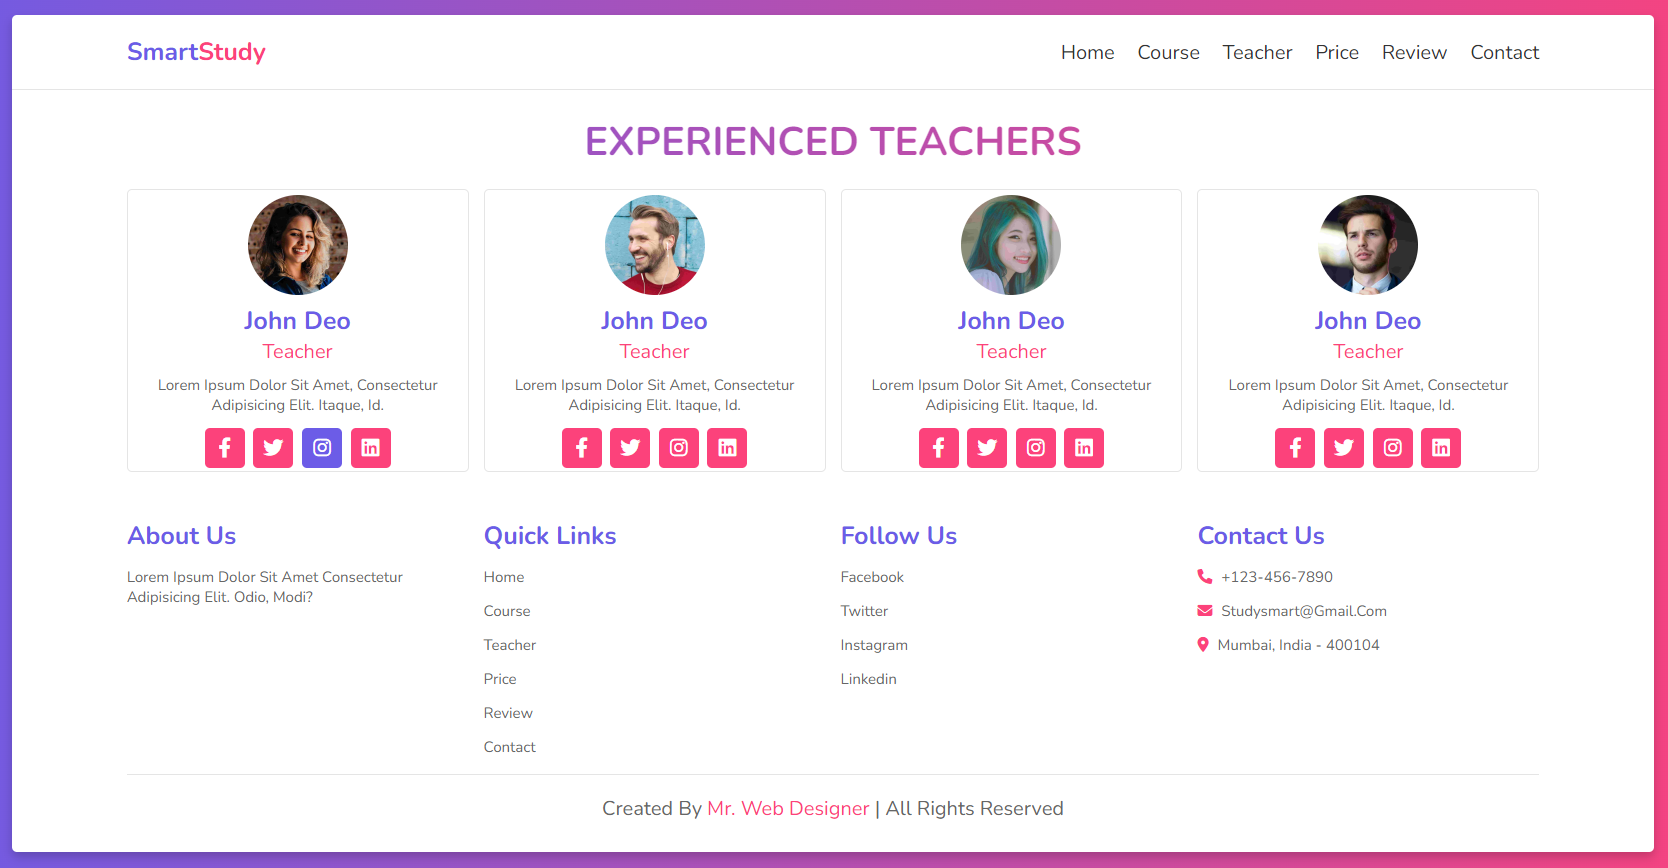 SmartStudy
Home Course Teacher Price Review Contact
EXPERIENCED TEACHERS
John Deo
Teacher
Lorem Ipsum Dolor Sit Amet, Consectetur
Adipisicing Elit. Itaque, Id.
John Deo
Teacher
Lorem Ipsum Dolor Sit Amet, Consectetur
Adipisicing Elit. Itaque, Id.
John Deo
Teacher
Lorem Ipsum Dolor Sit Amet, Consectetur
Adipisicing Elit. Itaque, Id.
John Deo
Teacher
Lorem Ipsum Dolor Sit Amet, Consectetur
Adipisicing Elit. Itaque, Id.
About Us
Lorem Ipsum Dolor Sit Amet Consectetur
Adipisicing Elit. Odio, Modi?
Quick Links
Home
Course
Teacher
Price
Review
Contact
Follow Us
Facebook
Twitter
Instagram
Linkedin
Contact Us
+123-456-7890
Studysmart@Gmail.Com
Mumbai, India - 400104
Created By Mr. Web Designer | All Rights Reserved